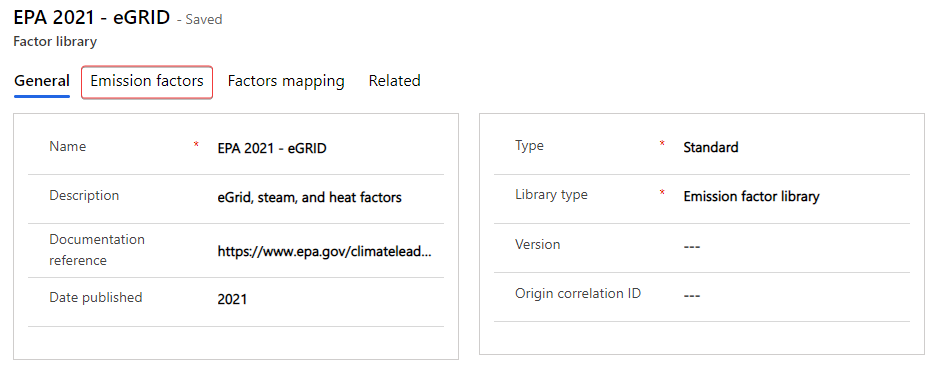 EPA 2021 - eGRID - Saved
Factor library
General Emission factors Factors mapping Related
Name * EPA 2021 - eGRID
Description eGrid, steam, and heat factors
Documentation
reference https://www.epa.gov/climatelead...
Date published 2021
Type * Standard
Library type * Emission factor library
Version ---
Origin correlation ID ---